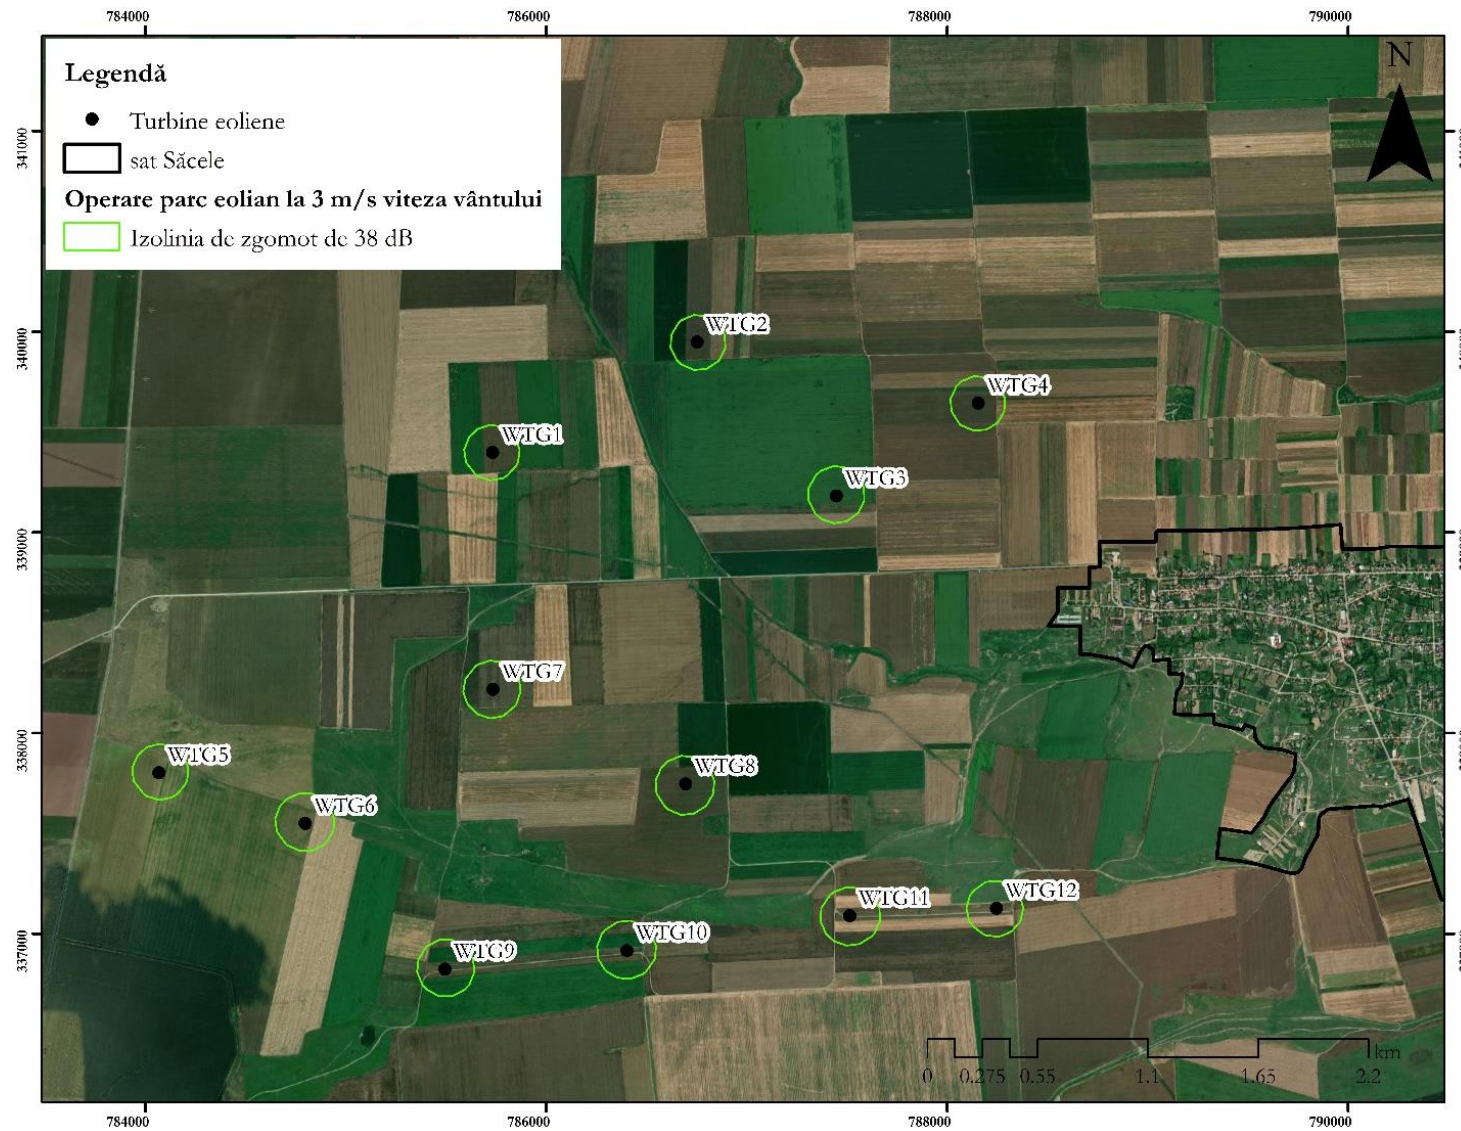 784000 786000 788000 790000
N
Legendă
Turbine eoliene
sat Săcele
Operare parc eolian la 3 m/s viteza vântului
Izolinia de zgomot de 38 dB
341000
340000
339000
338000
337000
WTG2
WTG4
WTG1
WTG3
WTG7
WTG5
WTG8
WTG6
WTG11
WTG12
WTG10
WTG9
km
0 0.275 0.55 1.1 1.65 2.2
784000 786000 788000 790000